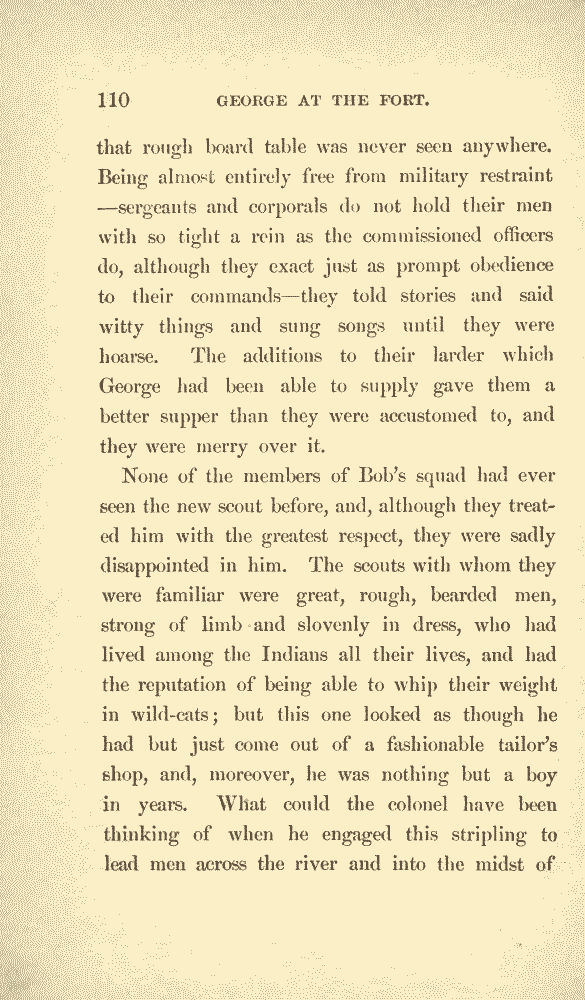 110 GEORGE AT THE FORT.
that rough board table was never seen anywhere.
Being almost entirely free from military restraint
—sergeants and corporals do not hold their men
with so tight a rein as the commissioned officers
do, although they exact just as prompt obedience
to their commands—they told stories and said
witty things and sung songs until they were
hoarse. The additions to their larder which
George had been able to supply gave them a
better supper than they were accustomed to, and
they were merry over it.
None of the members of Bob's squad had ever
seen the new scout before, and, although they treat-
ed him with the greatest respect, they were sadly
disappointed in him. The scouts with whom they
were familiar were great, rough, bearded men,
strong of limb and slovenly in dress, who had
lived among the Indians all their lives, and had
the reputation of being able to whip their weight
in wild-cats; but this one looked as though he
had but just come out of a fashionable tailor's
shop, and, moreover, he was nothing but a boy
in years. What could the colonel have been
thinking of when he engaged this stripling to
lead men across the river and into the midst of